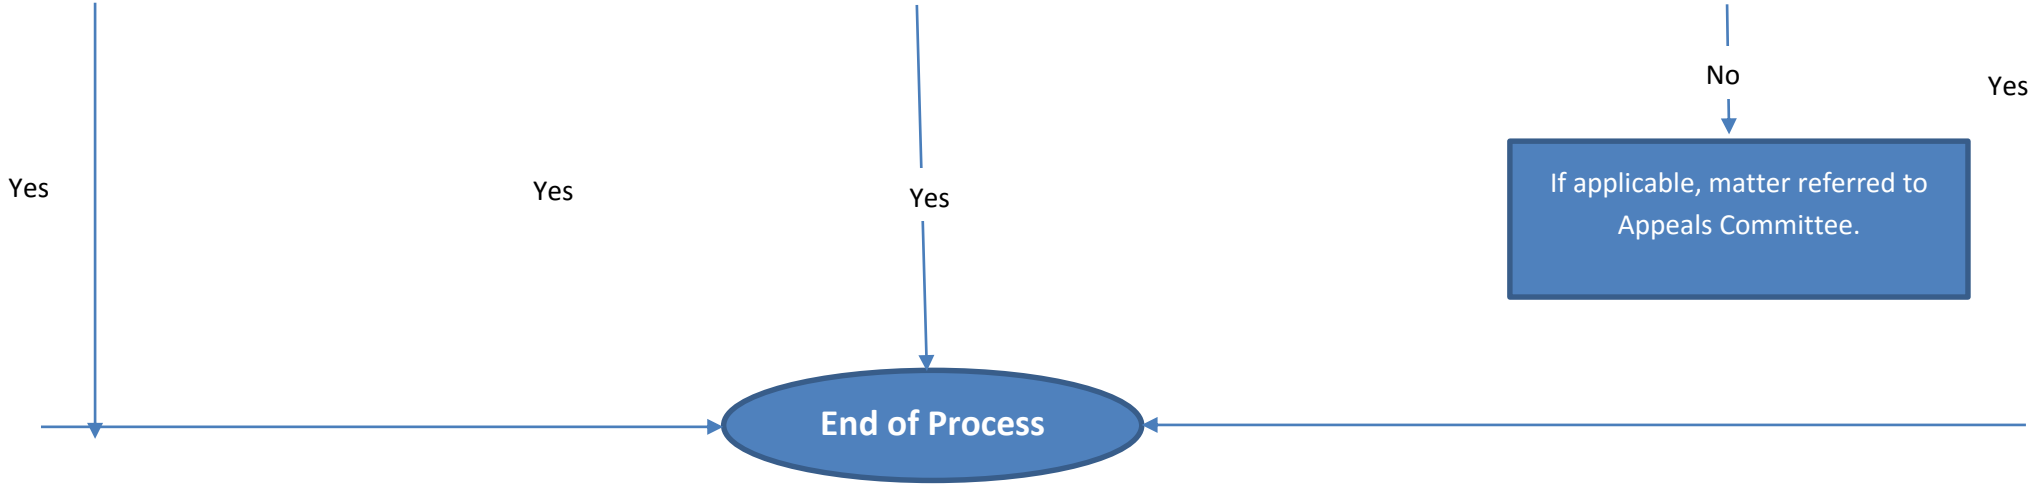 No
Yes
If applicable, matter referred to
Appeals Committee.
Yes
Yes
Yes
End of Process